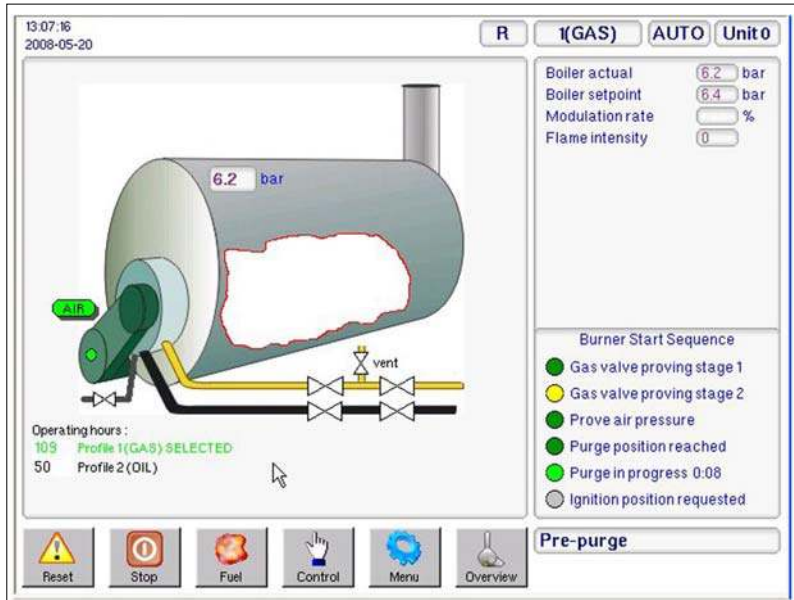 13:07:16
2008-05-20
R
1(GAS)
AUTO
Unit 0
6.2 bar
AIR
vent
Operating hours :
109 Profile 1(GAS) SELECTED
50 Profile 2 (OIL)
Boiler actual 6.2 bar
Boiler setpoint 6.4 bar
Modulation rate %
Flame intensity 0
Burner Start Sequence
Gas valve proving stage 1
Gas valve proving stage 2
Prove air pressure
Purge position reached
Purge in progress 0:08
Ignition position requested
Pre-purge
Reset
Stop
Fuel
Control
Menu
Overview